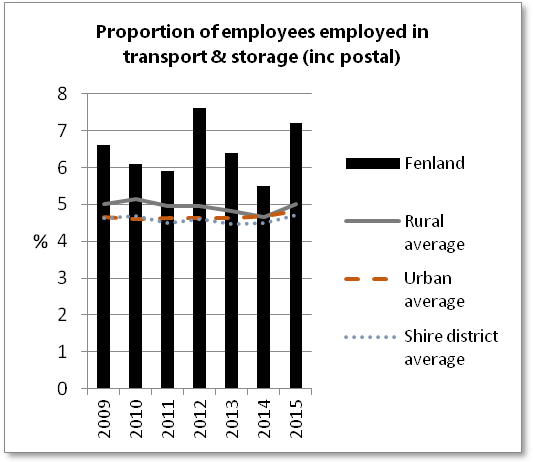 Proportion of employees employed in
transport & storage (inc postal)
8
7
6
5
4
3
2
1
0
%
2009
2010
2011
2012
2013
2014
2015
Fenland
Rural
average
Urban
average
Shire district
average